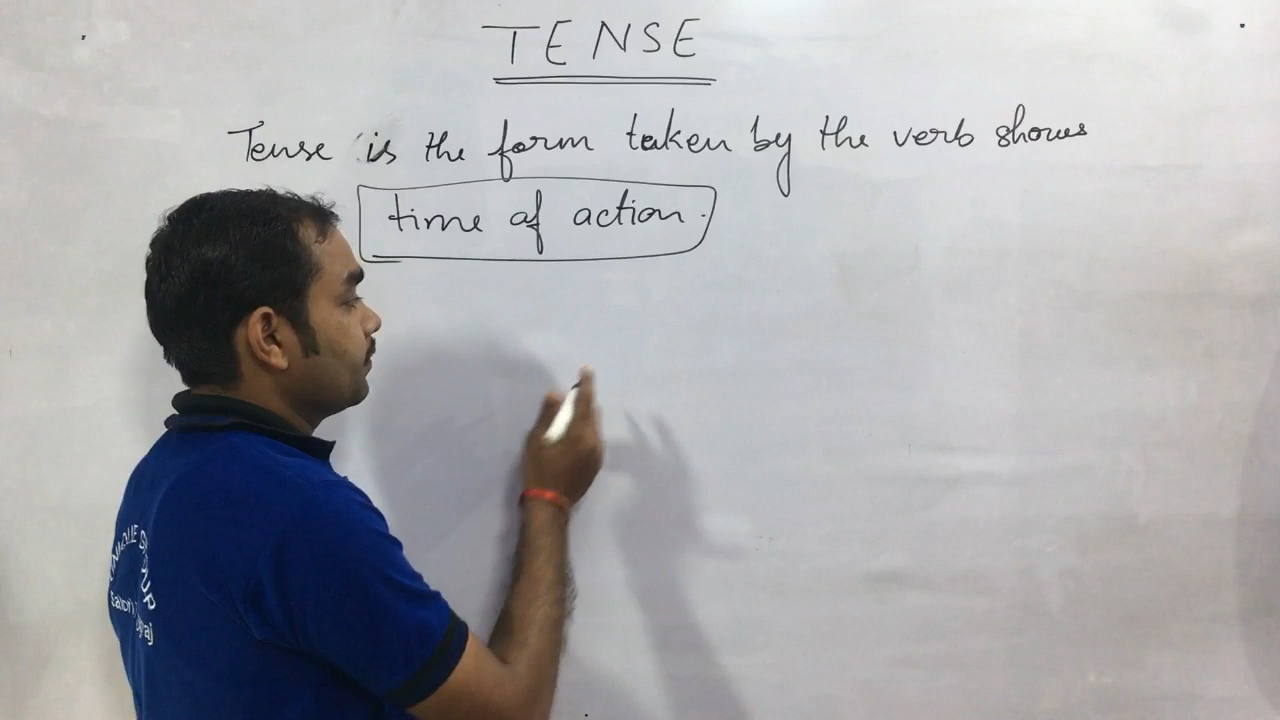 TENSE
Tense is the form taken by the verb shows
time of action.